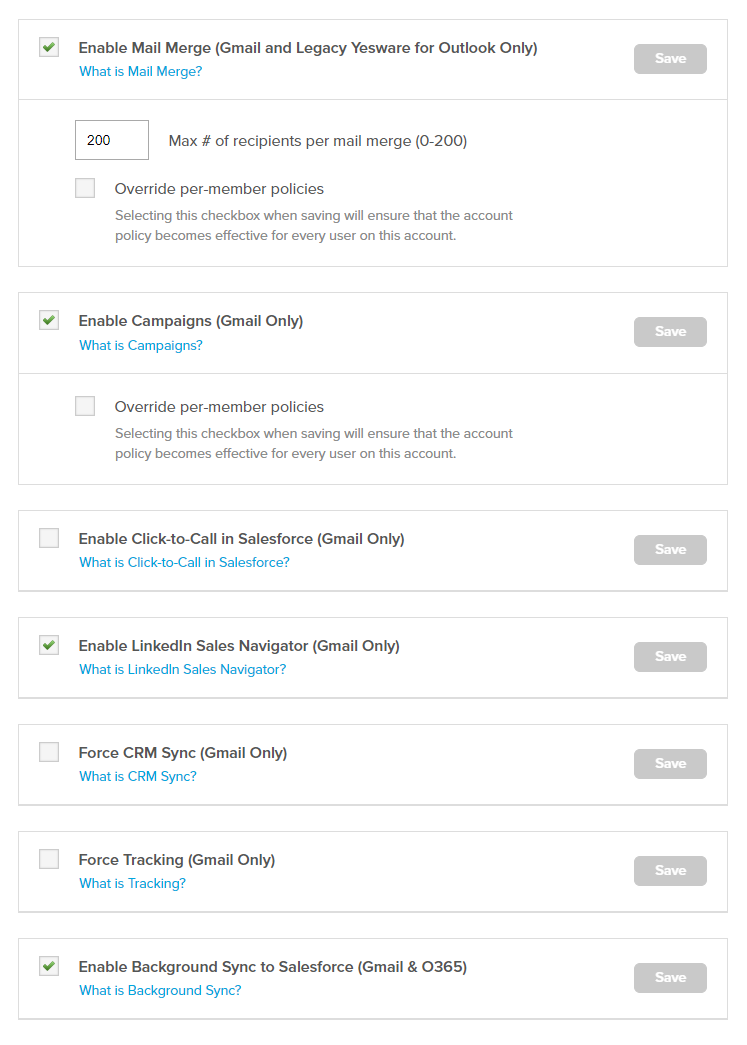 Enable Mail Merge (Gmail and Legacy Yesware for Outlook Only)
What is Mail Merge?
Save
200
Max # of recipients per mail merge (0-200)
Override per-member policies
Selecting this checkbox when saving will ensure that the account
policy becomes effective for every user on this account.
Enable Campaigns (Gmail Only)
What is Campaigns?
Save
Override per-member policies
Selecting this checkbox when saving will ensure that the account
policy becomes effective for every user on this account.
Enable Click-to-Call in Salesforce (Gmail Only)
What is Click-to-Call in Salesforce?
Save
Enable LinkedIn Sales Navigator (Gmail Only)
What is LinkedIn Sales Navigator?
Save
Force CRM Sync (Gmail Only)
What is CRM Sync?
Save
Force Tracking (Gmail Only)
What is Tracking?
Save
Enable Background Sync to Salesforce (Gmail & O365)
What is Background Sync?
Save